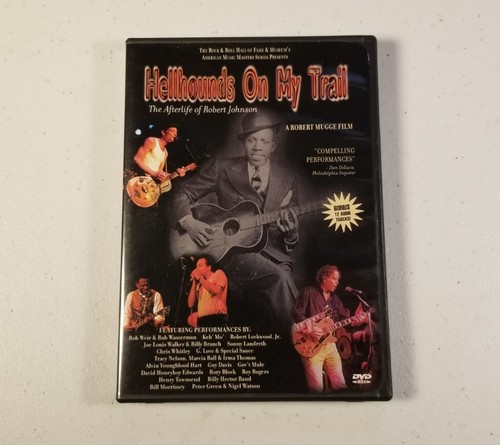 The Rock & Roll Hall of Fame & Museum's
American Music Masters Series Presents
Hellhounds On My Trail
The Afterlife of Robert Johnson
A Robert Mugge Film
"COMPELLING
PERFORMANCES"
- Dan DeLuca,
Philadelphia Inquirer
BONUS
12 AUDIO
TRACKS!
FEATURING PERFORMANCES BY:
Bob Weir & Rob Wasserman Keb' Mo' Robert Lockwood, Jr.
Joe Louis Walker & Billy Branch Sonny Landreth
Chris Whitley G. Love & Special Sauce
Tracy Nelson, Marcia Ball & Irma Thomas
Alvin Youngblood Hart Guy Davis Gov't Mule
David Honeyboy Edwards Rory Block Roy Rogers
Henry Townsend Billy Hector Band
Bill Morrissey Peter Green & Nigel Watson
DVD